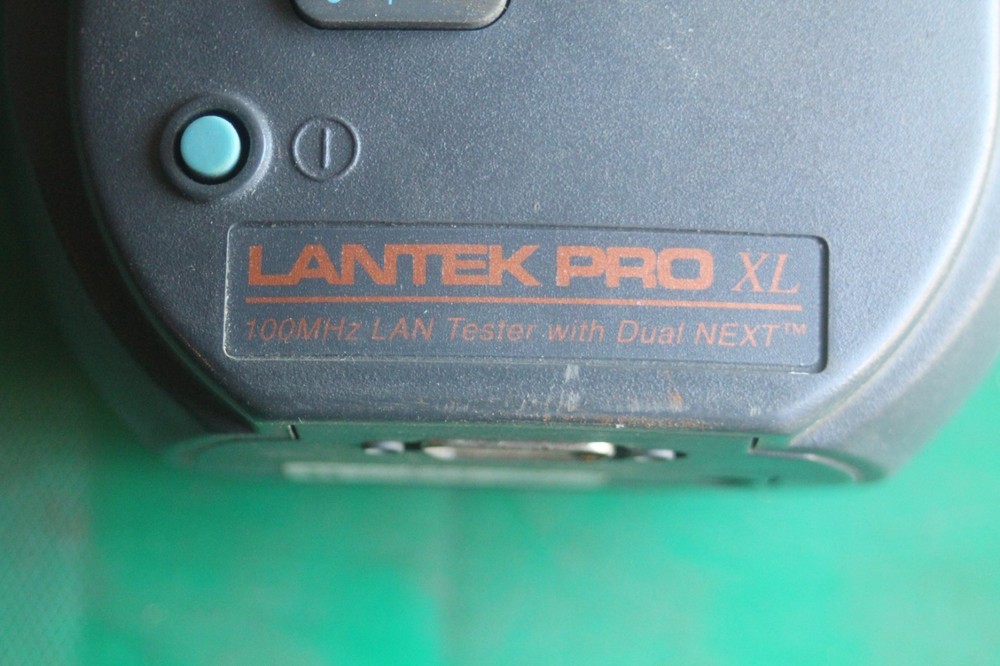 LANTEK PRO XL
100MHz LAN Tester with Dual NEXT™